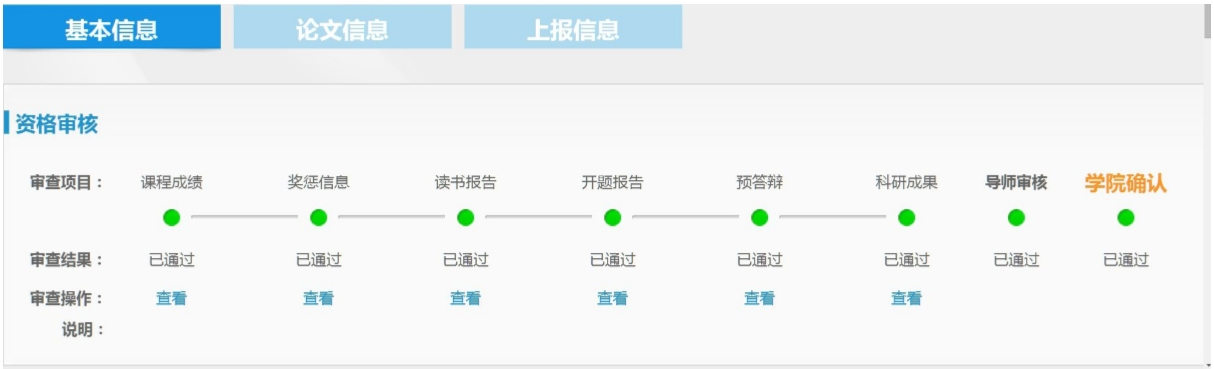 基本信息 论文信息 上报信息
资格审核
审查项目： 课程成绩 奖惩信息 读书报告 开题报告 预答辩 科研成果 导师审核 学院确认
审查结果： 已通过 已通过 已通过 已通过 已通过 已通过 已通过 已通过
审查操作： 查看 查看 查看 查看 查看 查看
说明：